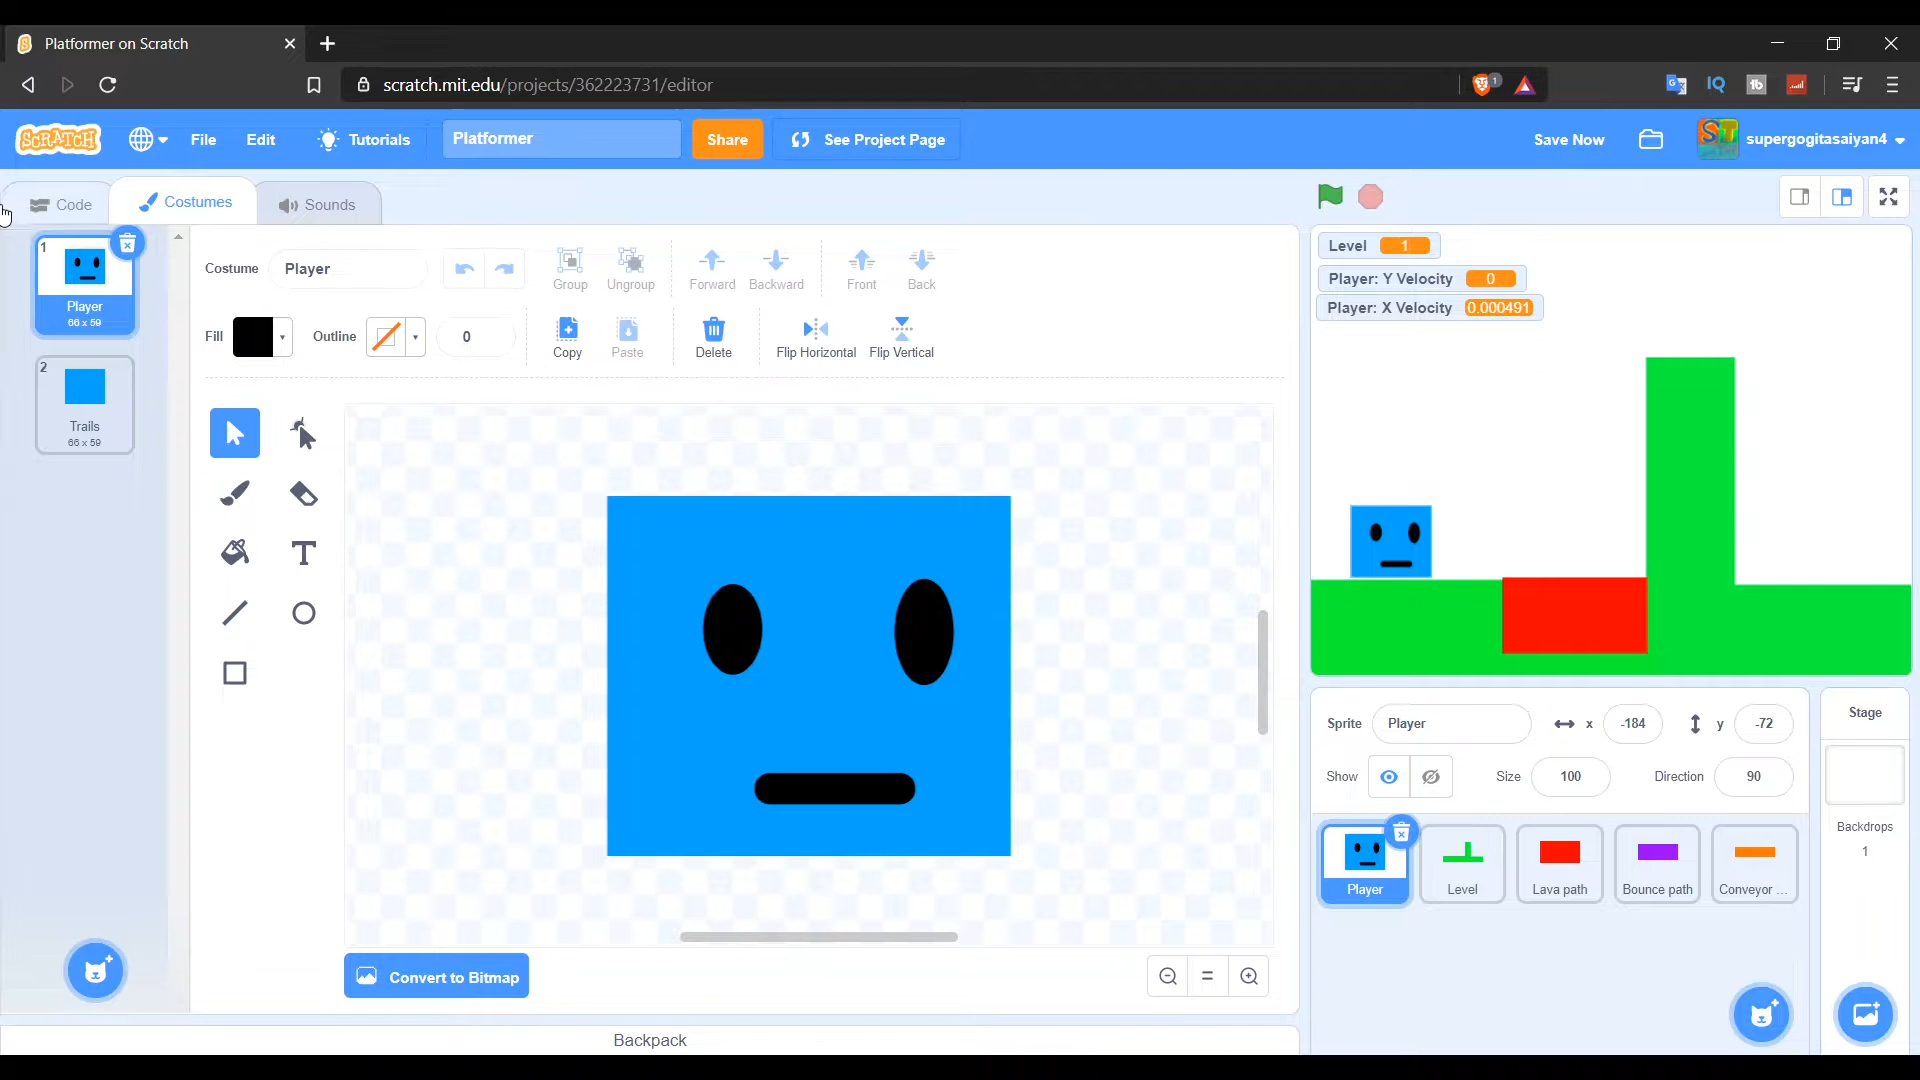 Platformer on Scratch
scratch.mit.edu/projects/362223731/editor
1
SCRATCH
File
Edit
Tutorials
Platformer
Share
See Project Page
Save Now
ST
supergogitasaiyan4
Code
Costumes
Sounds
1
Player
66 x 59
2
Trails
66 x 59
Costume
Player
Group
Ungroup
Forward
Backward
Front
Back
Fill
Outline
0
Copy
Paste
Delete
Flip Horizontal
Flip Vertical
T
Convert to Bitmap
Backpack
Level 1
Player: Y Velocity 0
Player: X Velocity 0.000491
Sprite
Player
x
-184
y
-72
Show
Size
100
Direction
90
Player
Level
Lava path
Bounce path
Conveyor ...
Stage
Backdrops
1